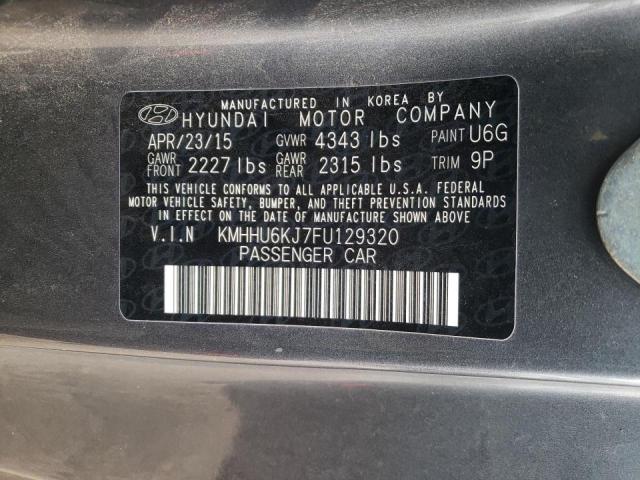 MANUFACTURED IN KOREA BY
HYUNDAI MOTOR COMPANY
APR/23/15 GVWR 4343 lbs PAINT U6G
GAWR FRONT 2227 lbs GAWR REAR 2315 lbs TRIM 9P
THIS VEHICLE CONFORMS TO ALL APPLICABLE U.S.A. FEDERAL
MOTOR VEHICLE SAFETY, BUMPER, AND THEFT PREVENTION STANDARDS
IN EFFECT ON THE DATE OF MANUFACTURE SHOWN ABOVE
V.I.N KMHHU6KJ7FU129320
PASSENGER CAR